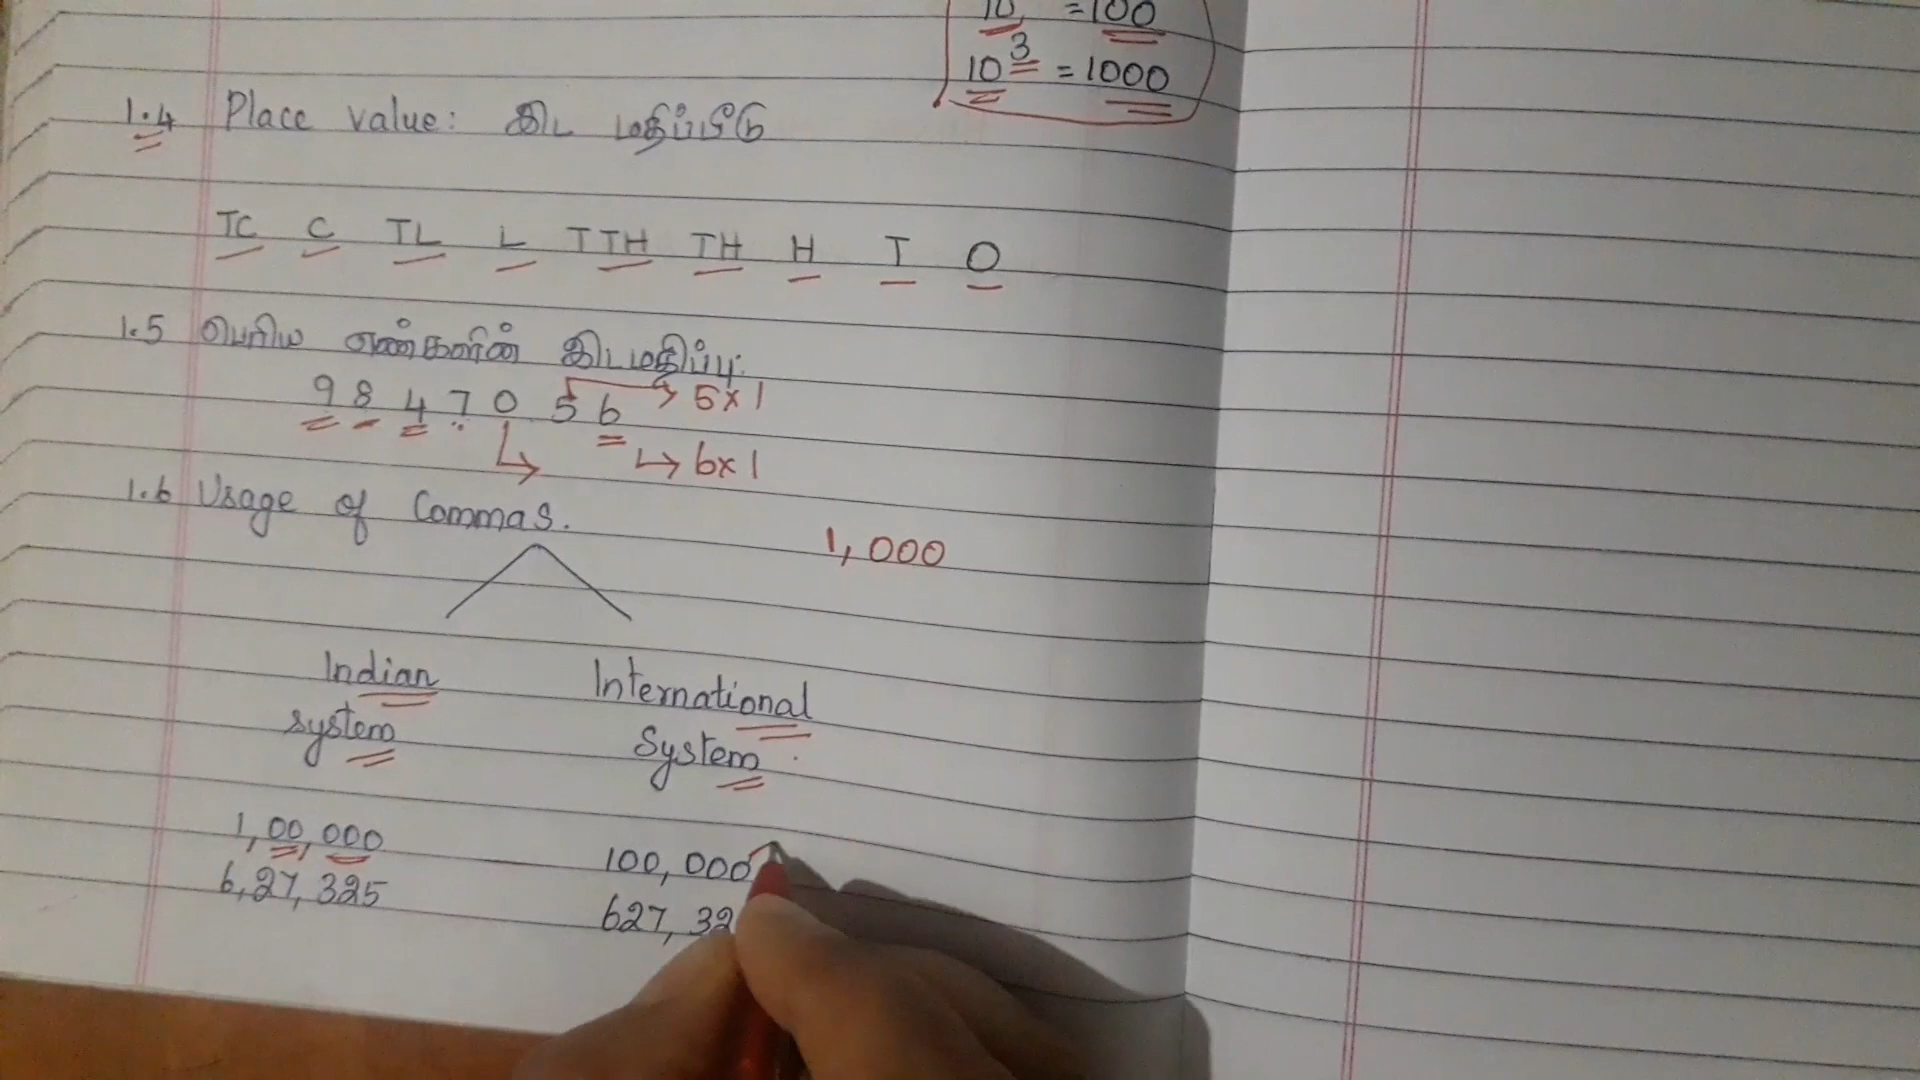 10 = 100
10³ = 1000
1.4 Place value: இட மதிப்பீடு
TC C TL L TTH TH H T O
1.5 பெரிய எண்களின் இடமதிப்பு:
9 8 4 7 0 5 6 → 5x1
→ 6x1
1.6 Usage of Commas.
1,000
Indian International
system System
1,00,000 100,000
6,27,325 627,32